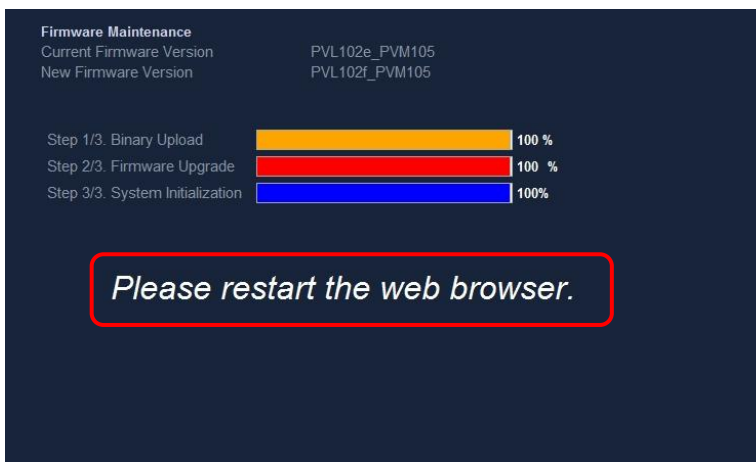 Firmware Maintenance
Current Firmware Version PVL102e_PVM105
New Firmware Version PVL102f_PVM105
Step 1/3. Binary Upload 100 %
Step 2/3. Firmware Upgrade 100 %
Step 3/3. System Initialization 100%
Please restart the web browser.